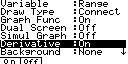 Variable :Range
Draw Type :Connect
Graph Func :On
Dual Screen :Off
Simul Graph :Off
Derivative :On
Background :None ↓
On Off